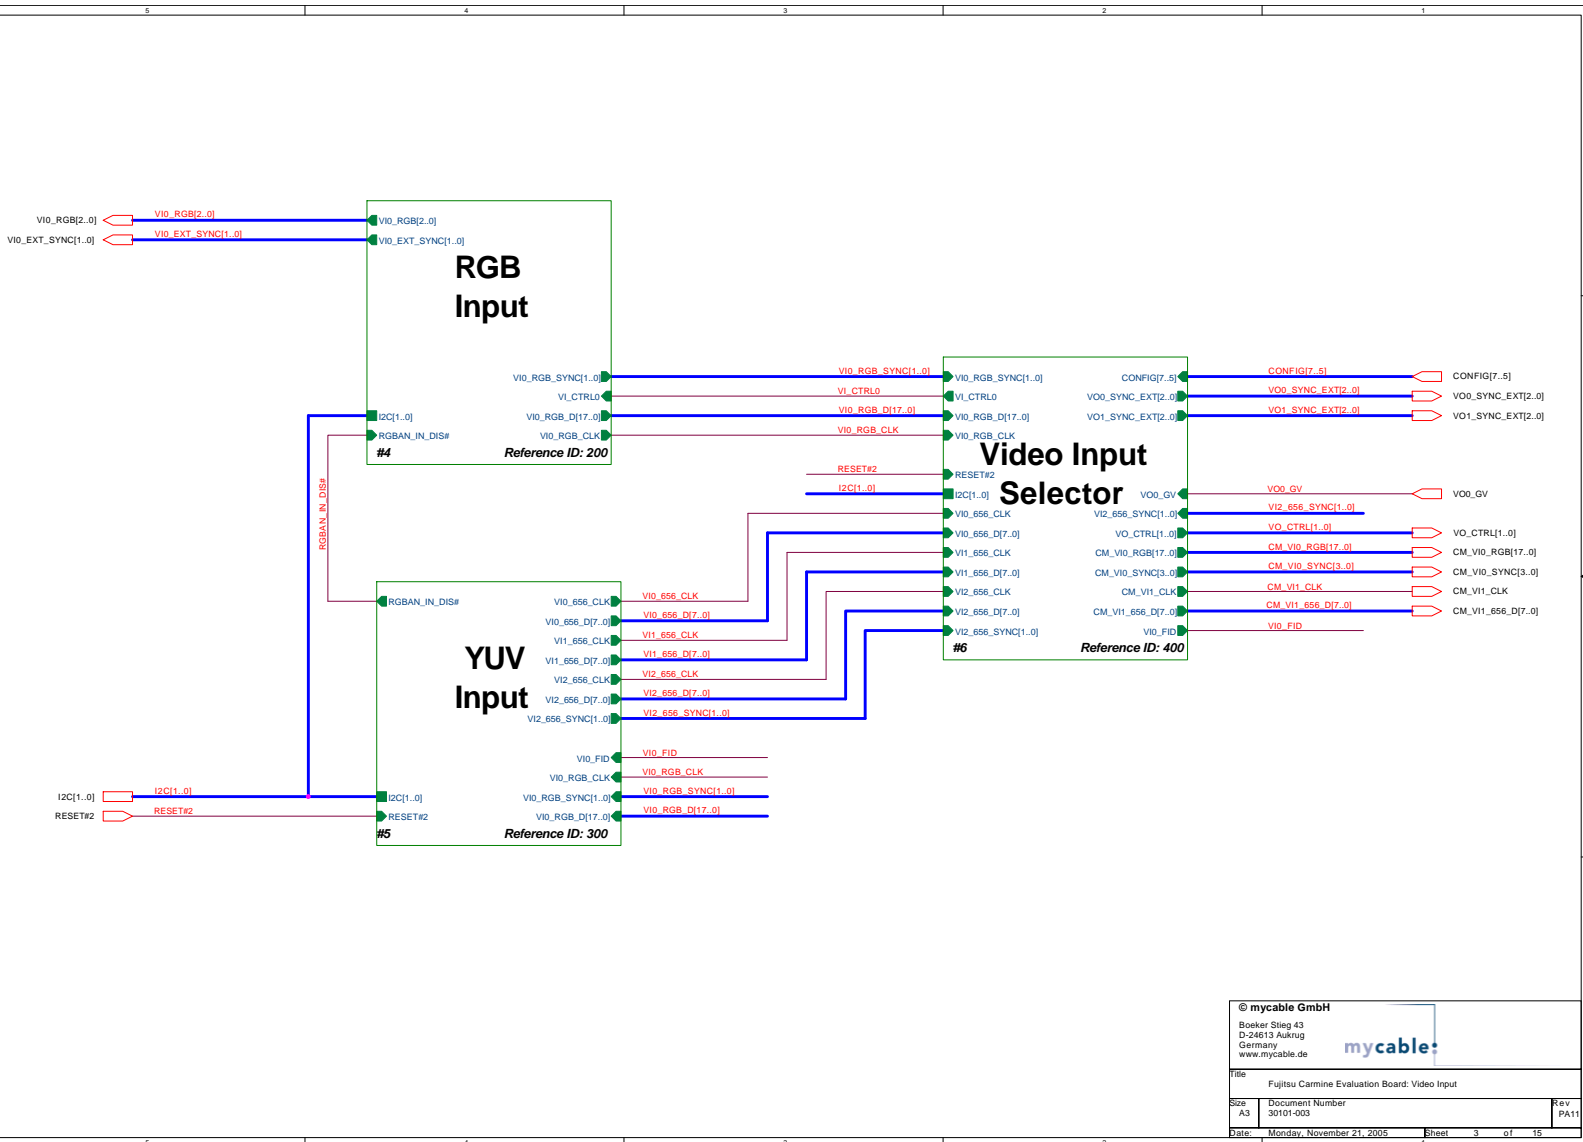 5 4 3 2 1
VI0_RGB[2..0]
VI0_RGB[2..0]
VI0_RGB[2..0]
VI0_EXT_SYNC[1..0]
VI0_EXT_SYNC[1..0]
VI0_EXT_SYNC[1..0]
RGB
Input
VI0_RGB_SYNC[1..0]
VI_CTRL0
I2C[1..0]
VI0_RGB_D[17..0]
RGBAN_IN_DIS#
VI0_RGB_CLK
#4
Reference ID: 200
VI0_RGB_SYNC[1..0]
VI_CTRL0
VI0_RGB_D[17..0]
VI0_RGB_CLK
RESET#2
I2C[1..0]
RGBAN_IN_DIS#
VI0_RGB_SYNC[1..0]
VI_CTRL0
VI0_RGB_D[17..0]
VI0_RGB_CLK
Video Input
Selector
RESET#2
I2C[1..0]
VI0_656_CLK
VI0_656_D[7..0]
VI1_656_CLK
VI1_656_D[7..0]
VI2_656_CLK
VI2_656_D[7..0]
VI2_656_SYNC[1..0]
#6
CONFIG[7..5]
VO0_SYNC_EXT[2..0]
VO1_SYNC_EXT[2..0]
VO0_GV
VI2_656_SYNC[1..0]
VO_CTRL[1..0]
CM_VI0_RGB[17..0]
CM_VI0_SYNC[3..0]
CM_VI1_CLK
CM_VI1_656_D[7..0]
VI0_FID
Reference ID: 400
CONFIG[7..5]
VO0_SYNC_EXT[2..0]
VO1_SYNC_EXT[2..0]
VO0_GV
VI2_656_SYNC[1..0]
VO_CTRL[1..0]
CM_VI0_RGB[17..0]
CM_VI0_SYNC[3..0]
CM_VI1_CLK
CM_VI1_656_D[7..0]
VI0_FID
CONFIG[7..5]
VO0_SYNC_EXT[2..0]
VO1_SYNC_EXT[2..0]
VO0_GV
VO_CTRL[1..0]
CM_VI0_RGB[17..0]
CM_VI0_SYNC[3..0]
CM_VI1_CLK
CM_VI1_656_D[7..0]
RGBAN_IN_DIS#
YUV
Input
VI0_656_CLK
VI0_656_D[7..0]
VI1_656_CLK
VI1_656_D[7..0]
VI2_656_CLK
VI2_656_D[7..0]
VI2_656_SYNC[1..0]
VI0_FID
VI0_RGB_CLK
VI0_RGB_SYNC[1..0]
VI0_RGB_D[17..0]
I2C[1..0]
RESET#2
#5
Reference ID: 300
VI0_656_CLK
VI0_656_D[7..0]
VI1_656_CLK
VI1_656_D[7..0]
VI2_656_CLK
VI2_656_D[7..0]
VI2_656_SYNC[1..0]
VI0_FID
VI0_RGB_CLK
VI0_RGB_SYNC[1..0]
VI0_RGB_D[17..0]
I2C[1..0]
I2C[1..0]
RESET#2
RESET#2
© mycable GmbH
Boeker Stieg 43
D-24613 Aukrug
Germany
www.mycable.de
mycable:
Title
Fujitsu Carmine Evaluation Board: Video Input
Size
A3
Document Number
30101-003
Rev
PA11
Date: Monday, November 21, 2005 Sheet 3 of 15